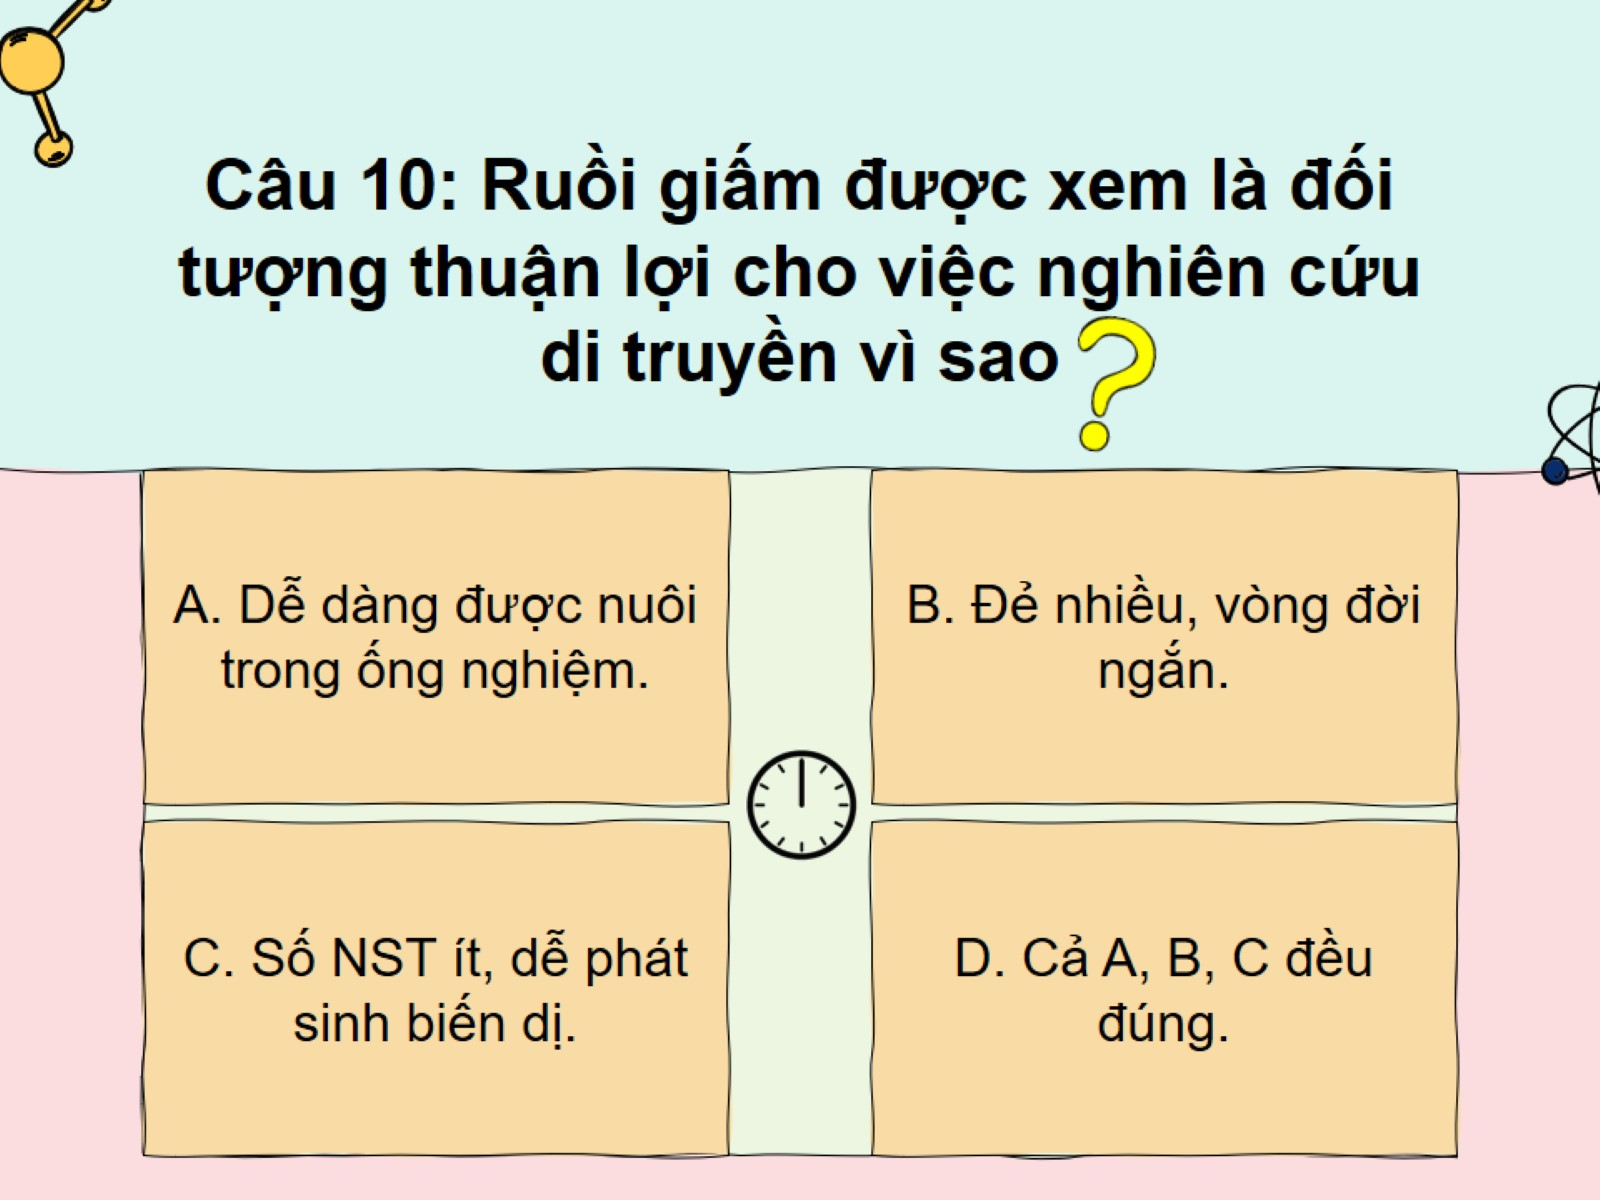 Câu 10: Ruồi giấm được xem là đối
tượng thuận lợi cho việc nghiên cứu
di truyền vì sao?
A. Dễ dàng được nuôi
trong ống nghiệm.
B. Đẻ nhiều, vòng đời
ngắn.
C. Số NST ít, dễ phát
sinh biến dị.
D. Cả A, B, C đều
đúng.